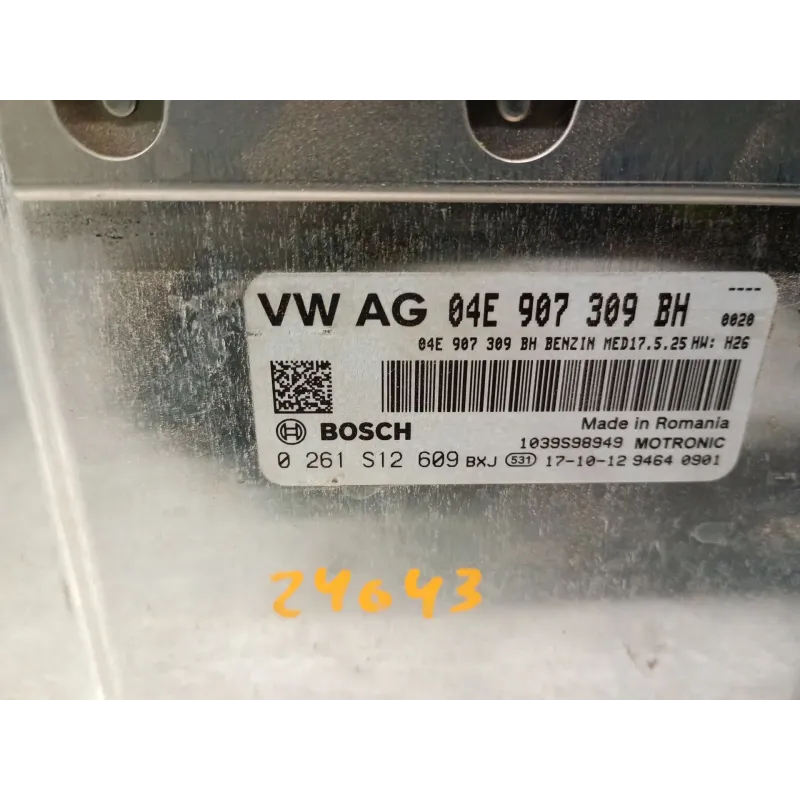 ----
VW AG 04E 907 309 BH 0020
04E 907 309 BH BENZIN MED17.5.25 HW: H26
BOSCH
Made in Romania
1039S98949 MOTRONIC
0 261 S12 609 BXJ 531 17-10-12 9464 0901
24643